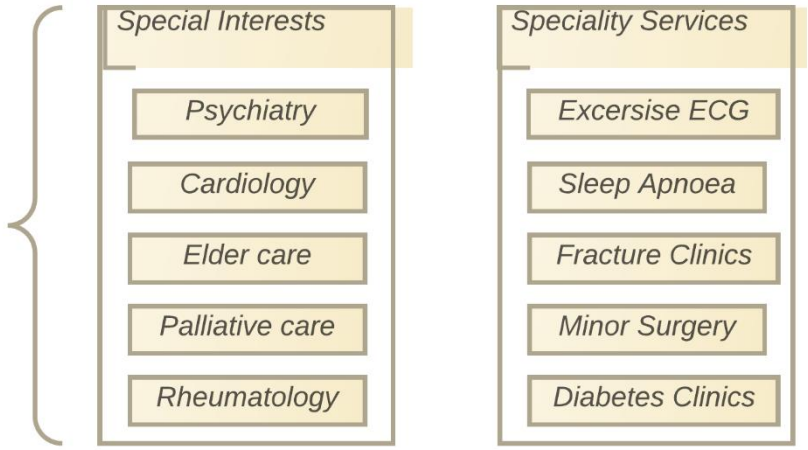 Special Interests
Psychiatry
Cardiology
Elder care
Palliative care
Rheumatology
Speciality Services
Excersise ECG
Sleep Apnoea
Fracture Clinics
Minor Surgery
Diabetes Clinics